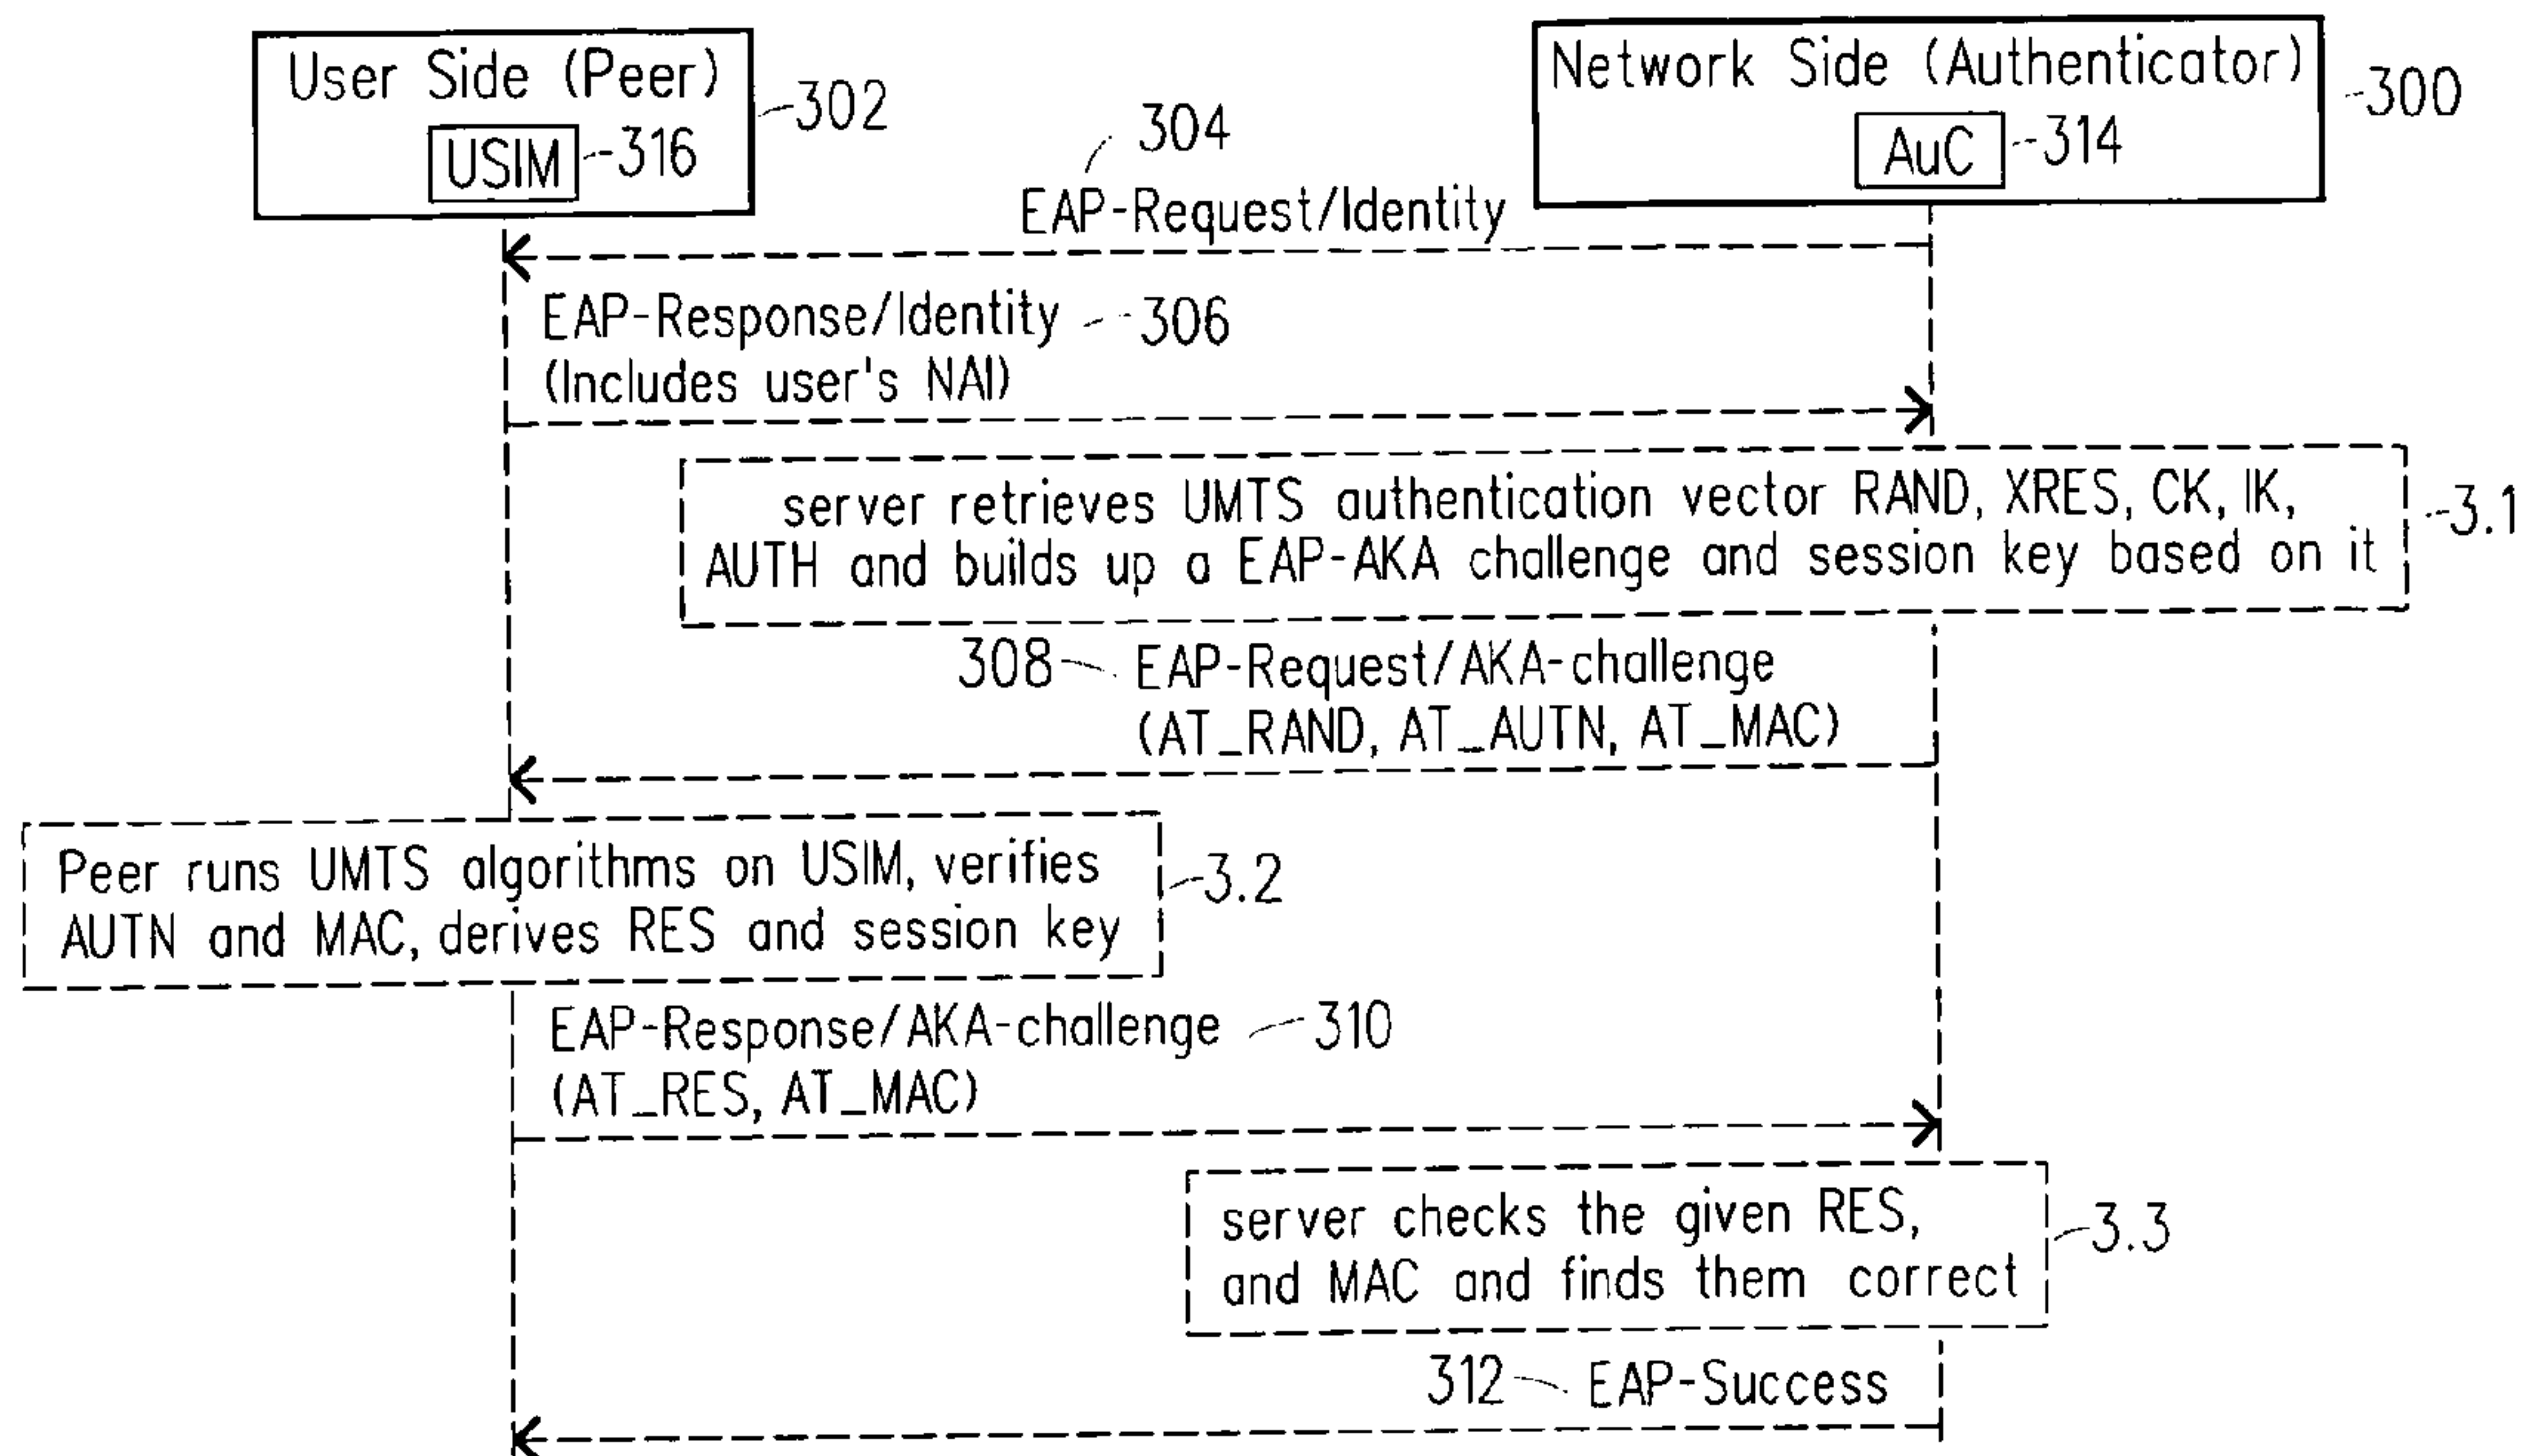 User Side (Peer)
302
USIM
316
Network Side (Authenticator)
300
AuC
314
304
EAP-Request/Identity
EAP-Response/Identity
306
(Includes user's NAI)
server retrieves UMTS authentication vector RAND, XRES, CK, IK,
AUTH and builds up a EAP-AKA challenge and session key based on it
3.1
308
EAP-Request/AKA-challenge
(AT_RAND, AT_AUTN, AT_MAC)
Peer runs UMTS algorithms on USIM, verifies
AUTN and MAC, derives RES and session key
3.2
EAP-Response/AKA-challenge
310
(AT_RES, AT_MAC)
server checks the given RES,
and MAC and finds them correct
3.3
312
EAP-Success